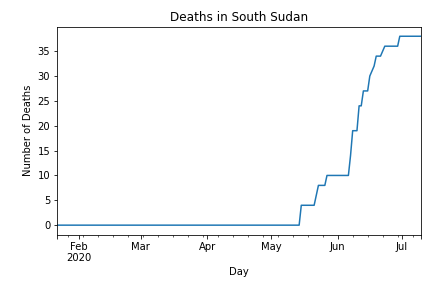 Deaths in South Sudan
Number of Deaths
35
30
25
20
15
10
5
0
Feb
2020
Mar
Apr
May
Jun
Jul
Day